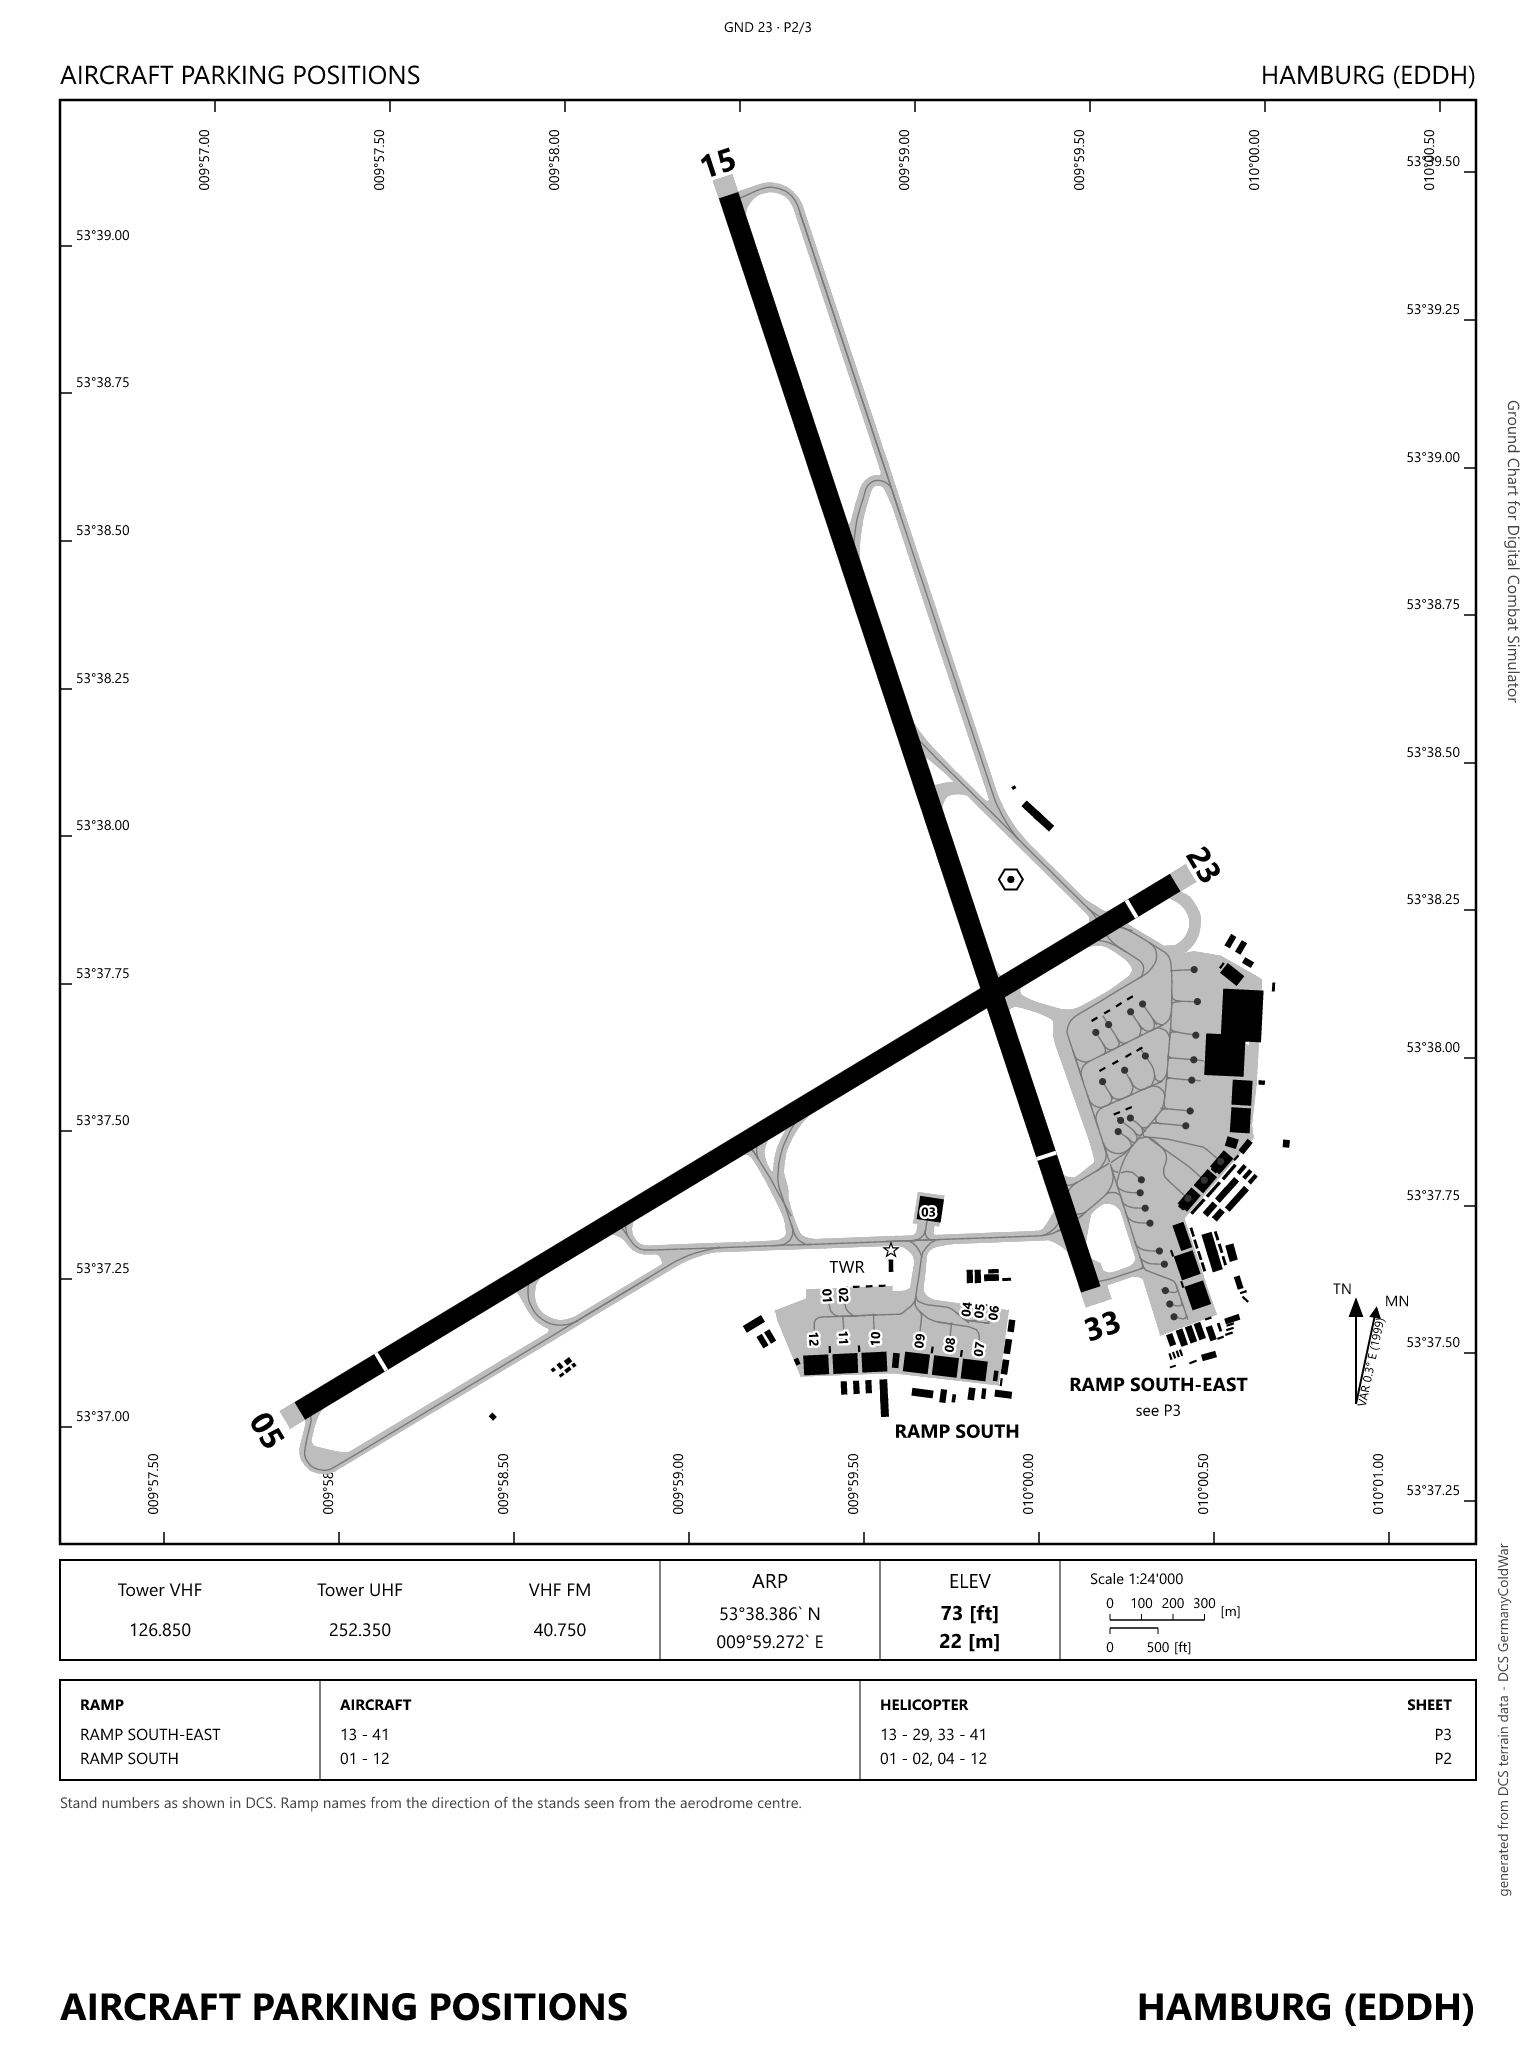 GND 23 · P2/3
AIRCRAFT PARKING POSITIONS
HAMBURG (EDDH)
009°57.00
009°57.50
009°58.00
009°59.00
009°59.50
010°00.00
010°00.50
53°39.50
15
53°39.00
53°39.25
53°38.75
53°39.00
53°38.50
53°38.75
53°38.25
53°38.50
53°38.00
23
53°38.25
53°37.75
53°38.00
53°37.50
53°37.75
03
TWR
53°37.25
01
02
04
05
06
TN
MN
VAR 0.3° E (1999)
33
12
11
10
09
08
07
53°37.50
RAMP SOUTH-EAST
see P3
53°37.00
05
RAMP SOUTH
53°37.25
009°57.50
009°58
009°58.50
009°59.00
009°59.50
010°00.00
010°00.50
010°01.00
Ground Chart for Digital Combat Simulator
Tower VHF
126.850
Tower UHF
252.350
VHF FM
40.750
ARP
53°38.386` N
009°59.272` E
ELEV
73 [ft]
22 [m]
Scale 1:24'000
0 100 200 300 [m]
0 500 [ft]
RAMP AIRCRAFT HELICOPTER SHEET
RAMP SOUTH-EAST 13 - 41 13 - 29, 33 - 41 P3
RAMP SOUTH 01 - 12 01 - 02, 04 - 12 P2
Stand numbers as shown in DCS. Ramp names from the direction of the stands seen from the aerodrome centre.
generated from DCS terrain data - DCS GermanyColdWar
AIRCRAFT PARKING POSITIONS
HAMBURG (EDDH)